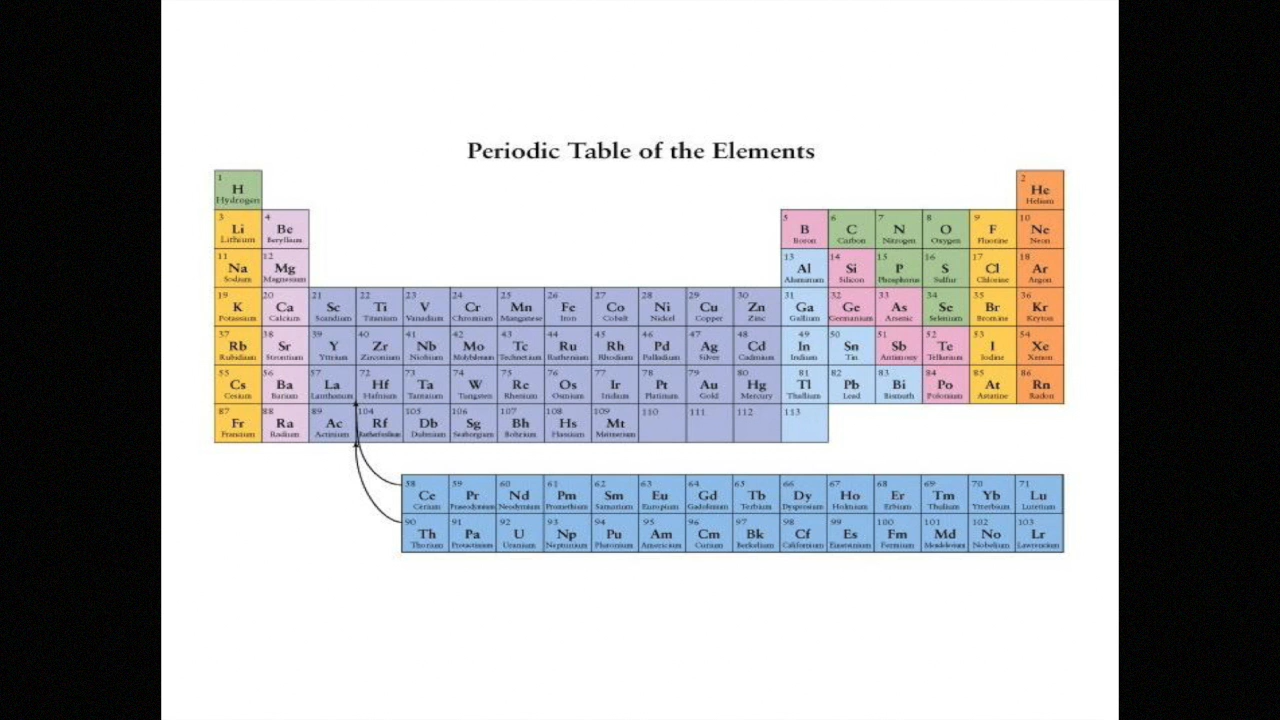 Periodic Table of the Elements
1 2
H He
Hydrogen Helium
3 4 5 6 7 8 9 10
Li Be B C N O F Ne
Lithium Beryllium Boron Carbon Nitrogen Oxygen Fluorine Neon
11 12 13 14 15 16 17 18
Na Mg Al Si P S Cl Ar
Sodium Magnesium Aluminum Silicon Phosphorus Sulfur Chlorine Argon
19 20 21 22 23 24 25 26 27 28 29 30 31 32 33 34 35 36
K Ca Sc Ti V Cr Mn Fe Co Ni Cu Zn Ga Ge As Se Br Kr
Potassium Calcium Scandium Titanium Vanadium Chromium Manganese Iron Cobalt Nickel Copper Zinc Gallium Germanium Arsenic Selenium Bromine Krypton
37 38 39 40 41 42 43 44 45 46 47 48 49 50 51 52 53 54
Rb Sr Y Zr Nb Mo Tc Ru Rh Pd Ag Cd In Sn Sb Te I Xe
Rubidium Strontium Yttrium Zirconium Niobium Molybdenum Technetium Ruthenium Rhodium Palladium Silver Cadmium Indium Tin Antimony Tellurium Iodine Xenon
55 56 57 72 73 74 75 76 77 78 79 80 81 82 83 84 85 86
Cs Ba La Hf Ta W Re Os Ir Pt Au Hg Tl Pb Bi Po At Rn
Cesium Barium Lanthanum Hafnium Tantalum Tungsten Rhenium Osmium Iridium Platinum Gold Mercury Thallium Lead Bismuth Polonium Astatine Radon
87 88 89 104 105 106 107 108 109 110 111 112 113
Fr Ra Ac Rf Db Sg Bh Hs Mt
Francium Radium Actinium Rutherfordium Dubnium Seaborgium Bohrium Hassium Meitnerium
58 59 60 61 62 63 64 65 66 67 68 69 70 71
Ce Pr Nd Pm Sm Eu Gd Tb Dy Ho Er Tm Yb Lu
Cerium Praseodymium Neodymium Promethium Samarium Europium Gadolinium Terbium Dysprosium Holmium Erbium Thulium Ytterbium Lutetium
90 91 92 93 94 95 96 97 98 99 100 101 102 103
Th Pa U Np Pu Am Cm Bk Cf Es Fm Md No Lr
Thorium Protactinium Uranium Neptunium Plutonium Americium Curium Berkelium Californium Einsteinium Fermium Mendelevium Nobelium Lawrencium